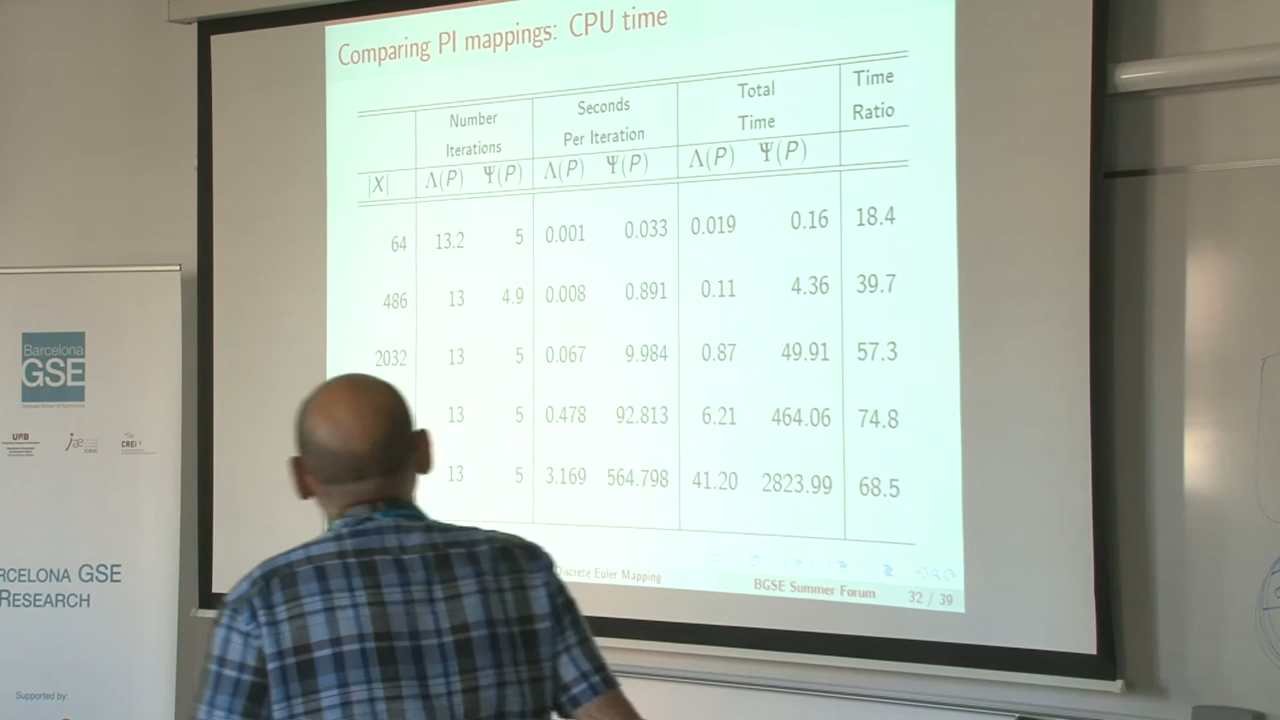 Comparing PI mappings: CPU time
Number Iterations Seconds Per Iteration Total Time Time Ratio
|X| Λ(P) Ψ(P) Λ(P) Ψ(P) Λ(P) Ψ(P)
64 13.2 5 0.001 0.033 0.019 0.16 18.4
486 13 4.9 0.008 0.891 0.11 4.36 39.7
2032 13 5 0.067 9.984 0.87 49.91 57.3
13 5 0.478 92.813 6.21 464.06 74.8
13 5 3.169 564.798 41.20 2823.99 68.5
Discrete Euler Mapping BGSE Summer Forum 32 / 39
Barcelona
GSE
UAB
jae
CSIC
CREi
RCELONA GSE
RESEARCH
Supported by: